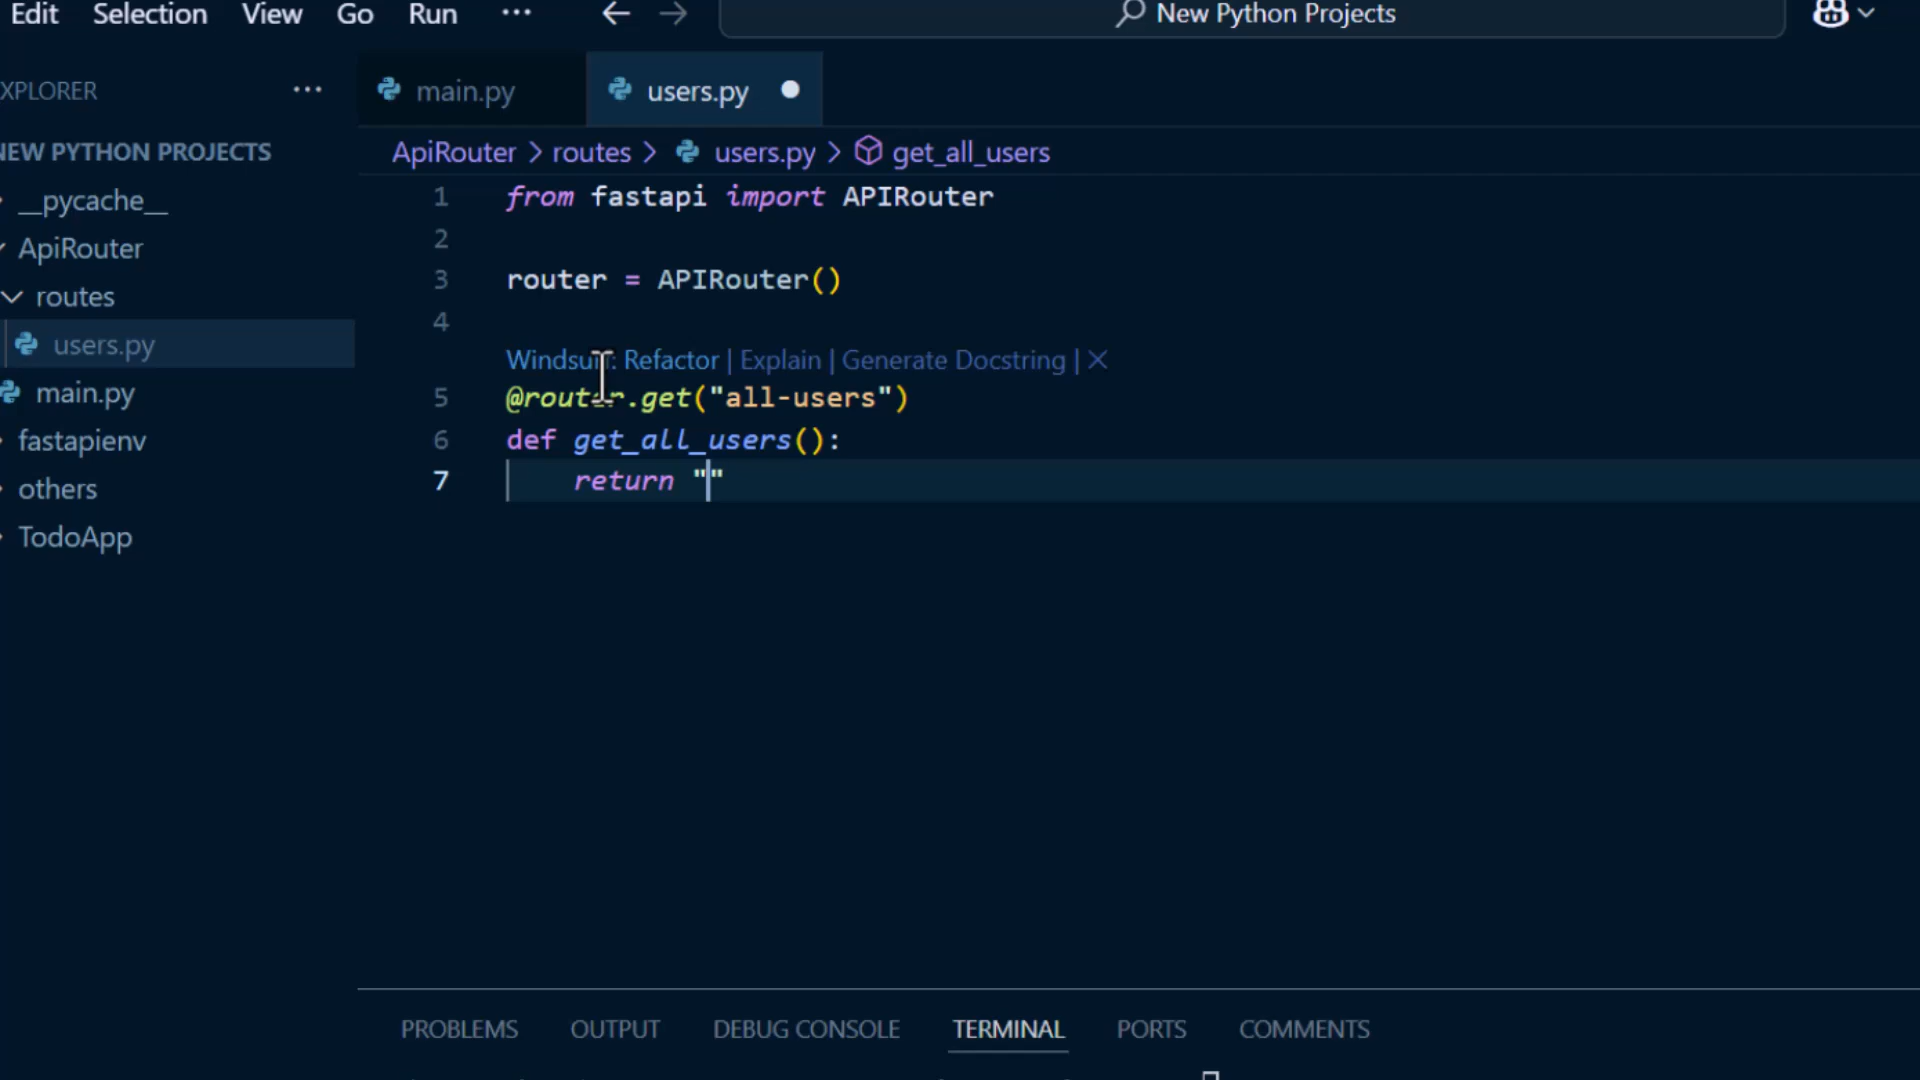 Edit Selection View Go Run ··· ← → New Python Projects
XPLORER ···
main.py
users.py
NEW PYTHON PROJECTS
ApiRouter > routes > users.py > get_all_users
__pycache__
ApiRouter
routes
users.py
main.py
fastapienv
others
TodoApp
1 from fastapi import APIRouter
2
3 router = APIRouter()
4
Windsurf: Refactor | Explain | Generate Docstring | ×
5 @router.get("all-users")
6 def get_all_users():
7 return ""
PROBLEMS OUTPUT DEBUG CONSOLE TERMINAL PORTS COMMENTS